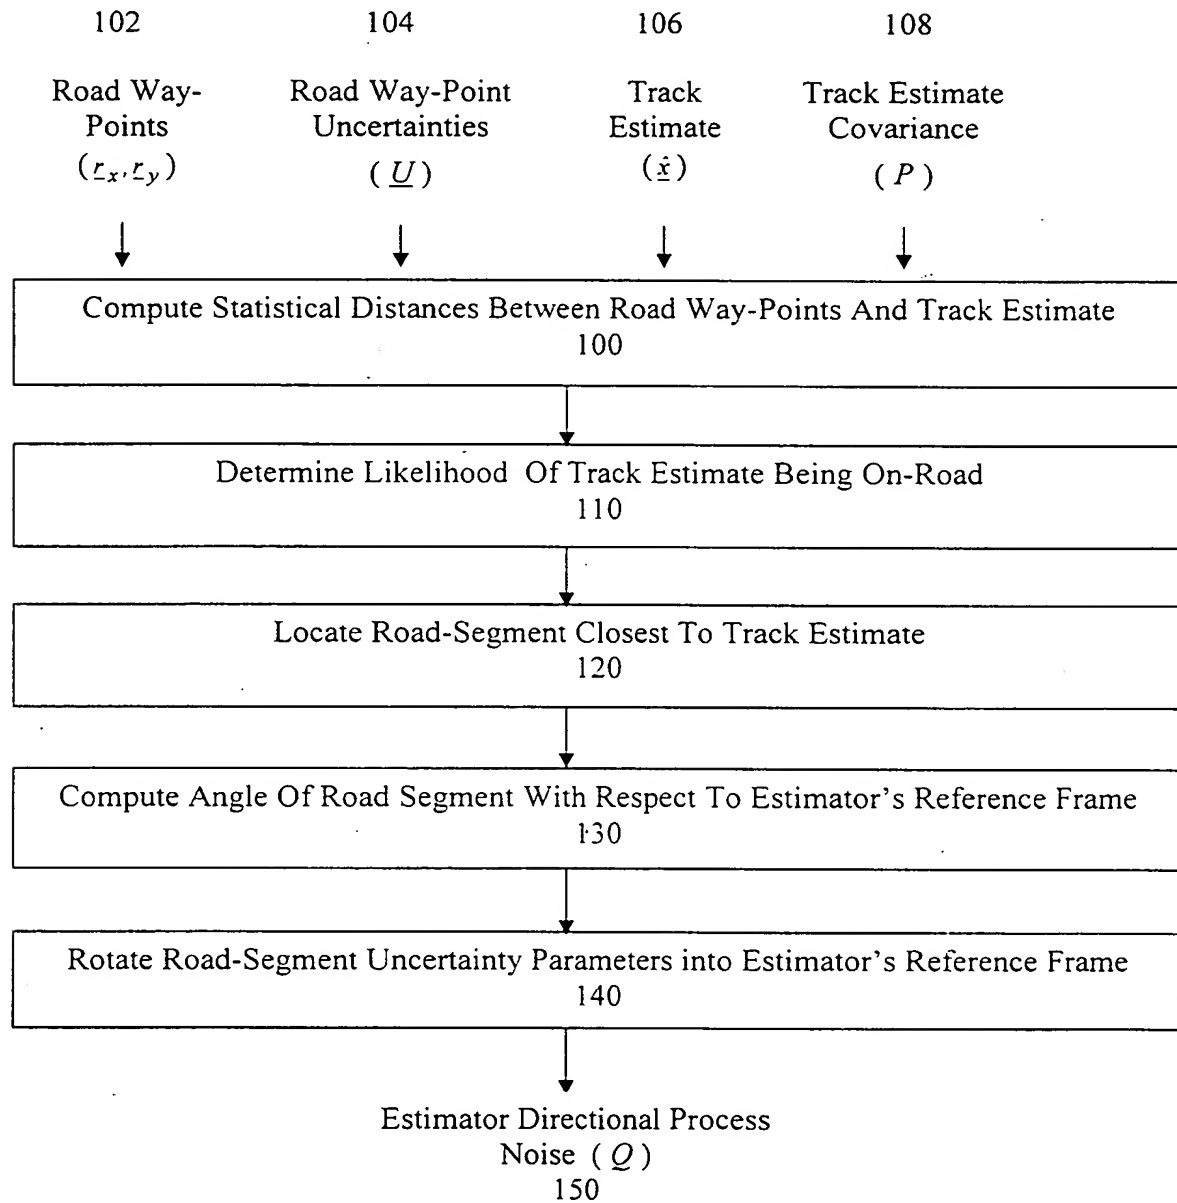 102 104 106 108
Road Way- Road Way-Point Track Track Estimate
Points Uncertainties Estimate Covariance
(r_x, r_y) (U) (x̂) (P)
Compute Statistical Distances Between Road Way-Points And Track Estimate
100
Determine Likelihood Of Track Estimate Being On-Road
110
Locate Road-Segment Closest To Track Estimate
120
Compute Angle Of Road Segment With Respect To Estimator's Reference Frame
130
Rotate Road-Segment Uncertainty Parameters into Estimator's Reference Frame
140
Estimator Directional Process
Noise (Q)
150